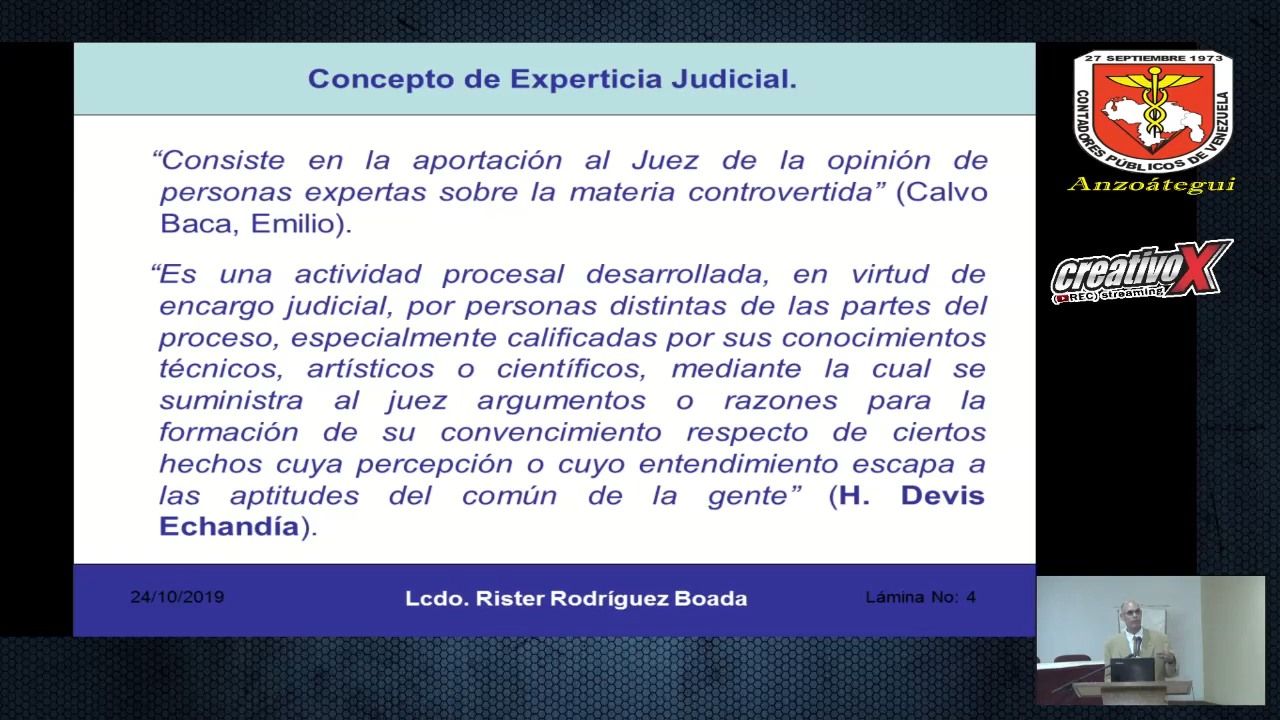 Concepto de Experticia Judicial.
“Consiste en la aportación al Juez de la opinión de
personas expertas sobre la materia controvertida” (Calvo
Baca, Emilio).
“Es una actividad procesal desarrollada, en virtud de
encargo judicial, por personas distintas de las partes del
proceso, especialmente calificadas por sus conocimientos
técnicos, artísticos o científicos, mediante la cual se
suministra al juez argumentos o razones para la
formación de su convencimiento respecto de ciertos
hechos cuya percepción o cuyo entendimiento escapa a
las aptitudes del común de la gente” (H. Devis
Echandía).
24/10/2019
Lcdo. Rister Rodríguez Boada
Lámina No: 4
27 SEPTIEMBRE 1973
CONTADORES PÚBLICOS DE VENEZUELA
Anzoátegui
creativoX
(REC) streaming